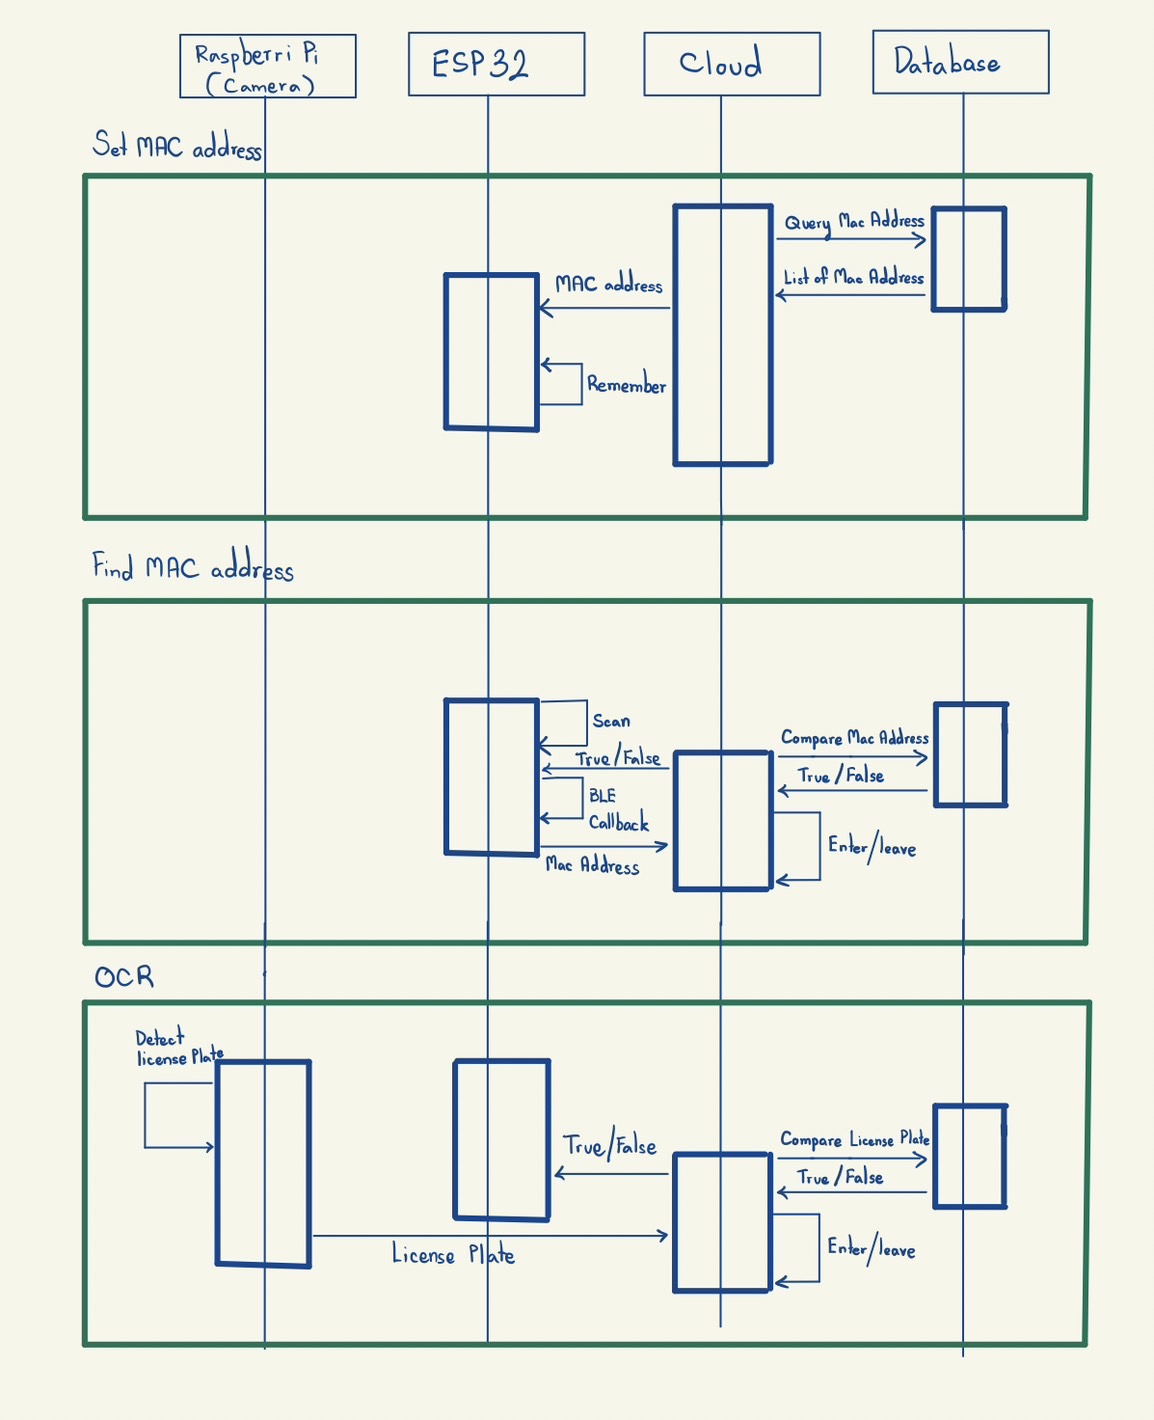 Raspberri Pi
(Camera)
ESP32
Cloud
Database
Set MAC address
Query Mac Address
List of Mac Address
MAC address
Remember
Find MAC address
Scan
True/False
BLE
Callback
Mac Address
Compare Mac Address
True/False
Enter/leave
OCR
Detect
license Plate
True/False
License Plate
Compare License Plate
True/False
Enter/leave